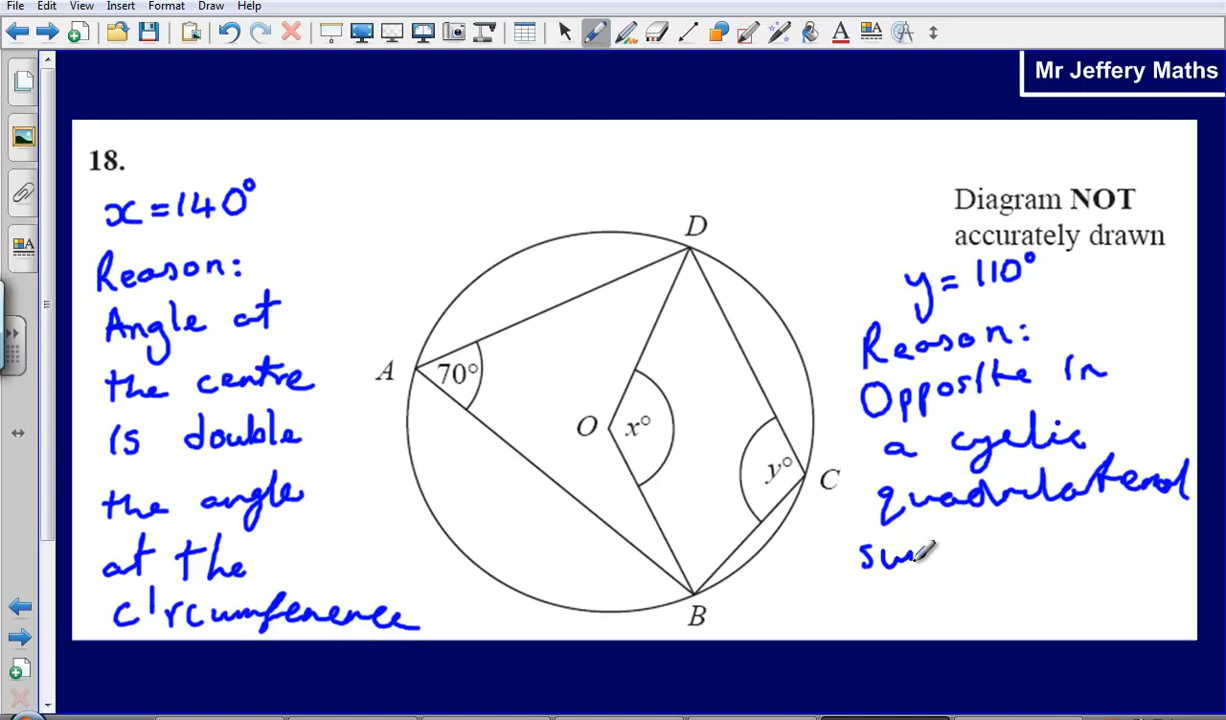 File Edit View Insert Format Draw Help
Mr Jeffery Maths
18.
x = 140°
Reason:
Angle at
the centre
is double
the angle
at the
circumference
Diagram NOT
accurately drawn
y = 110°
Reason:
Opposite in
a cyclic
quadrilateral
sum
D
A
70°
O
x°
y°
C
B